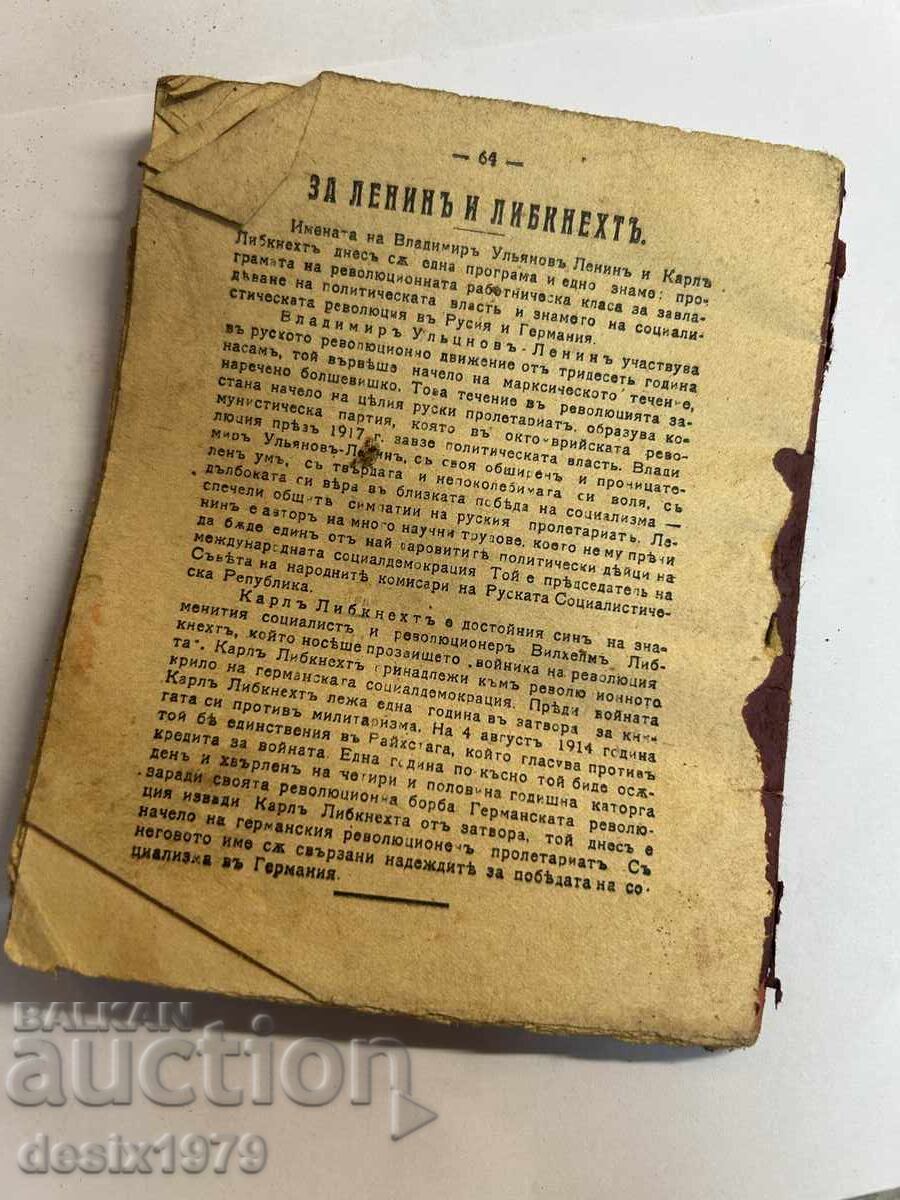 — 64 —
ЗА ЛЕНИНЪ И ЛИБКНЕХТЪ.
Имената на Владимиръ Ульяновъ Ленинъ и Карлъ
Либкнехтъ днесъ сѫ една програма и едно знаме: про-
грамата на революционната работническа класа за завла-
дѣване на политическата власть и знамето на социали-
стическата революция въ Русия и Германия.
Владимиръ Ульцновъ-Ленинъ участвува
въ руското революционно движение отъ тридесеть година
насамъ, той вървѣше начело на марксическото течение,
наречено болшевишко. Това течение въ революцията за-
стана начело на цѣлия руски пролетариатъ, образува ко-
мунистическа партия, която въ октомврийската рево-
люция прѣзъ 1917 г. завзе политическата власть. Влади
миръ Ульяновъ-Ленинъ, съ своя обширенъ и проницате-
ленъ умъ, съ твърдата и непоколебимата си воля, съ
дълбоката си вѣра въ близката побѣда на социализма —
спечели общитѣ симпатии на руския пролетариатъ. Ле-
нинъ е авторъ на много научни трудове, което не му прѣчи
да бѫде единъ отъ най даровититѣ политически дѣйци на
международната социалдемокрация Той е прѣдседатель на
Съвѣта на народнитѣ комисари на Руската Социалистиче-
ска Република.
Карлъ Либкнехтъ е достойния синъ на зна-
менития социалистъ и революционеръ Вилхелмъ Либ-
кнехтъ, който носѣше прозвището „войника на революция
та“. Карлъ Либкнехтъ принадлежи къмъ револю ионното
крило на германската социалдемокрация. Прѣди войната
Карлъ Либкнехтъ лежа една година въ затвора за кни-
гата си противъ милитаризма. На 4 августъ 1914 година
той бѣ единствения въ Райхстага, който гласува противъ
кредита за войната. Една година по-късно той биде осѫ-
денъ и хвърленъ на четири и половина годишна каторга
заради своята революционна борба Германската револю-
ция извади Карлъ Либкнехта отъ затвора, той днесъ е
начело на германския революционенъ пролетариатъ Съ
неговото име сѫ свързани надеждитѣ за побѣдата на со-
циализма въ Германия.
BALKAN
auction
desix1979